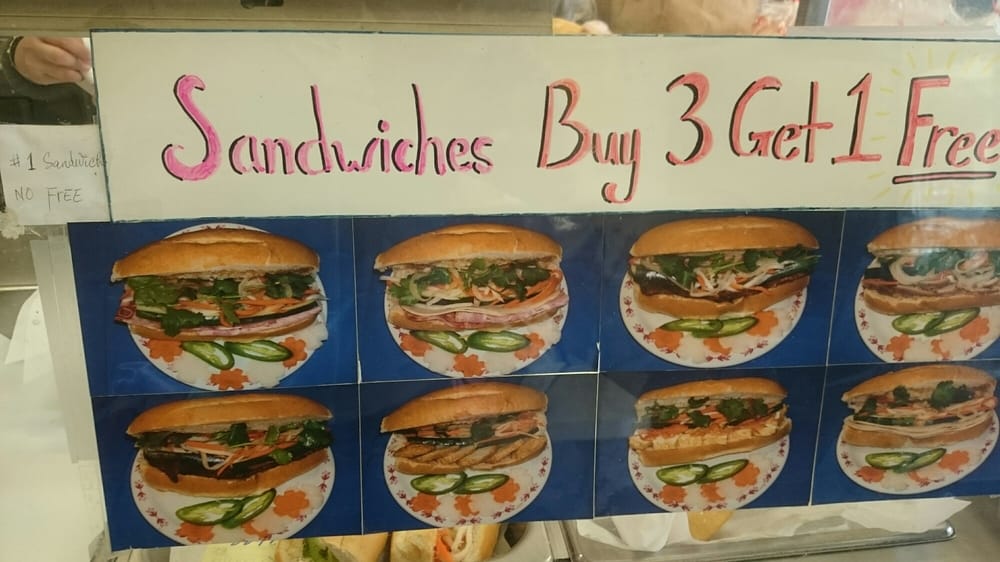 Sandwiches Buy 3 Get 1 Free
# 1 Sandwich
NO FREE